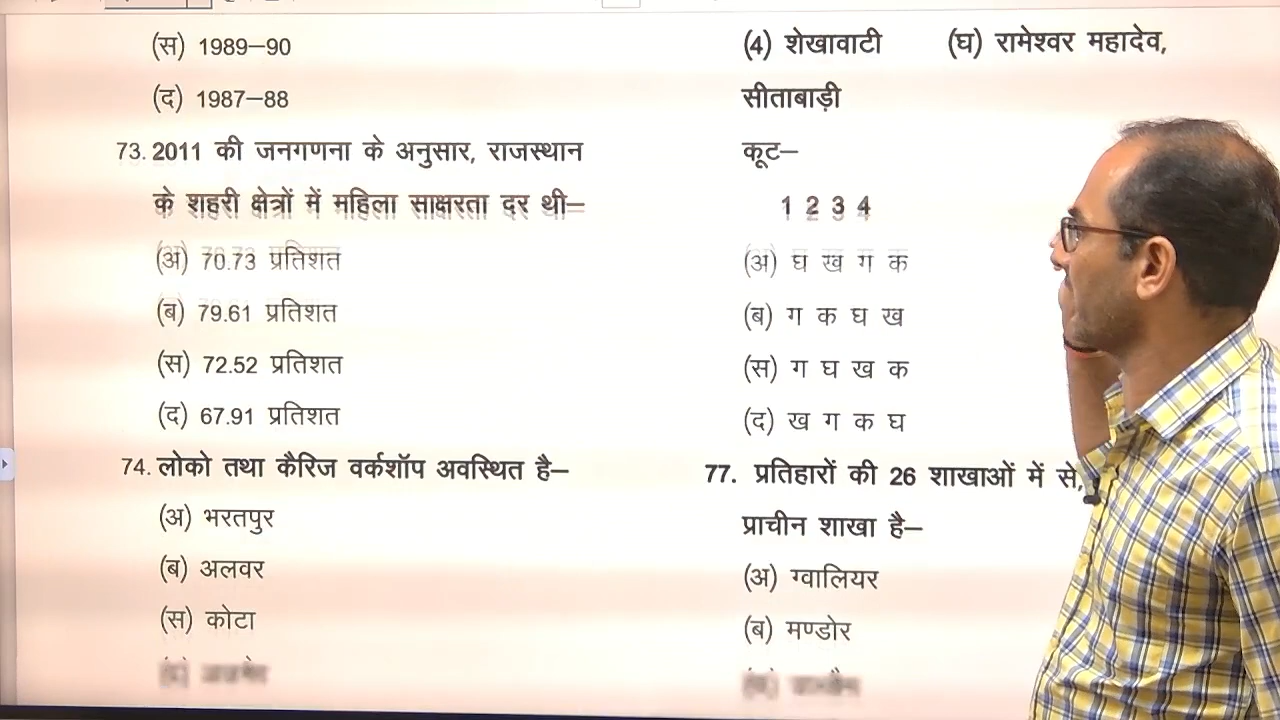 (स) 1989–90
(द) 1987–88
73. 2011 की जनगणना के अनुसार, राजस्थान
के शहरी क्षेत्रों में महिला साक्षरता दर थी–
(अ) 70.73 प्रतिशत
(ब) 79.61 प्रतिशत
(स) 72.52 प्रतिशत
(द) 67.91 प्रतिशत
74. लोको तथा कैरिज वर्कशॉप अवस्थित है–
(अ) भरतपुर
(ब) अलवर
(स) कोटा
(4) शेखावाटी (घ) रामेश्वर महादेव,
सीताबाड़ी
कूट–
1 2 3 4
(अ) घ ख ग क
(ब) ग क घ ख
(स) ग घ ख क
(द) ख ग क घ
77. प्रतिहारों की 26 शाखाओं में से,
प्राचीन शाखा है–
(अ) ग्वालियर
(ब) मण्डोर